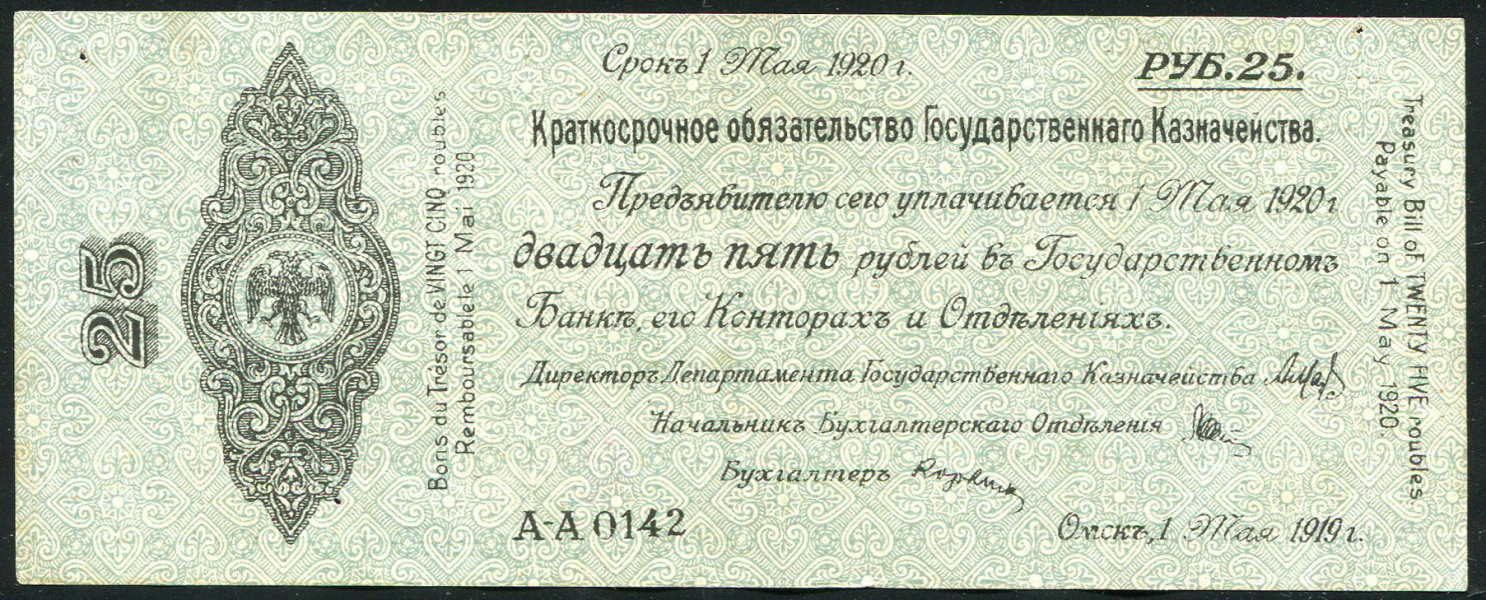 Срокъ 1 Мая 1920 г.
РУБ. 25.
Краткосрочное обязательство Государственнаго Казначейства.
Предъявителю сего уплачивается 1 Мая 1920 г
двадцать пять рублей въ Государственномъ
Банкѣ, его Конторахъ и Отдѣленіяхъ.
Директоръ Департамента Государственнаго Казначейства
Начальникъ Бухгалтерскаго Отдѣленія
Бухгалтеръ
А-А 0142
Омскъ, 1 Мая 1919 г.
25
Bons du Trésor de VINGT CINQ roubles
Remboursable le 1 Mai 1920
Treasury Bill of TWENTY FIVE roubles.
Payable on 1 May 1920.